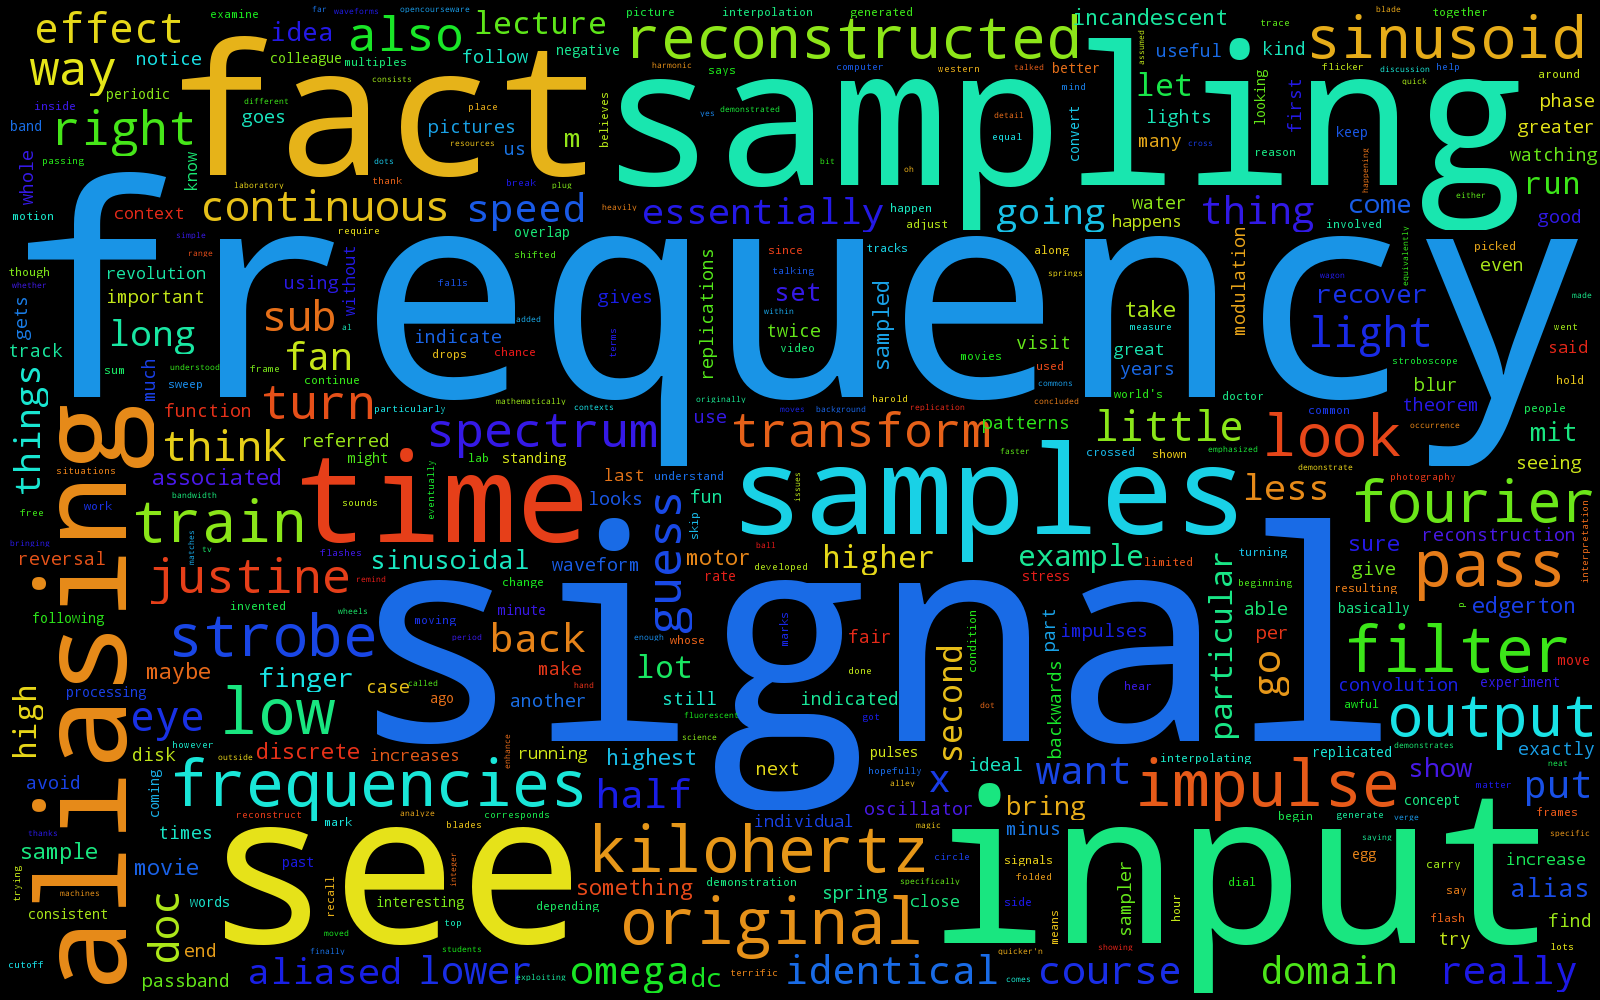 examine
far
waveforms
opencourseware
picture
interpolation
generated
incandescent
trace
blade
together
effect
idea
also
lecture
reconstructed
sinusoid
way
notice
colleague
multiples
follow
negative
fact
says
computer
western
talked
better
useful
kind
flicker
discussion
help
around
inside
periodic
consists
sampling
assumed
mind
let
looking
first
quick
phase
band
right
different
goes
place
pictures
believes
demonstrated
detail
lights
greater
resources
us
m
yes
equal
convert
many
cross
keep
watching
passing
whole
know
dots
bit
reason
happening
laboratory
thank
break
plug
oh
either
run
motion
context
continuous
speed
heavily
essentially
happen
going
water
thing
come
good
simple
require
overlap
adjust
happens
involved
though
range
shifted
replications
since
tracks
along
modulation
equivalently
picked
whether
revolution
using
without
falls
gives
talking
set
sampled
springs
wagon
even
made
important
frequency
added
within
take
recover
gets
long
sub
al
indicate
terms
twice
movies
visit
measure
light
went
track
fan
drops
chance
video
great
stroboscope
said
sum
understood
frame
used
years
blur
much
sweep
continue
mathematically
originally
commons
world's
doctor
theorem
hold
things
function
turn
particularly
contexts
moves
background
harold
replication
concluded
common
people
think
referred
spectrum
use
transform
patterns
crossed
little
shown
look
occurrence
emphasized
mit
might
lab
standing
faster
seeing
situations
associated
time
last
understand
samples
issues
less
demonstrate
photography
bandwidth
sounds
eventually
looks
fun
fourier
free
work
train
guess
skip
bringing
tv
matches
flashes
sinusoidal
waveform
motor
ball
higher
example
limited
turning
sure
reconstruction
reversal
remind
rate
developed
stress
particular
beginning
give
pass
interpretation
aliasing
justine
change
resulting
following
invented
wheels
minute
signal
marks
impulses
able
basically
p
edgerton
strobe
moving
period
back
enough
whose
fair
part
condition
per
filter
move
maybe
finger
make
lot
second
backwards
go
processing
case
called
ago
hand
another
still
done
indicated
hear
convolution
experiment
high
eye
low
fluorescent
got
dot
awful
output
disk
however
outside
discrete
increases
enhance
running
science
highest
pulses
ideal
interpolating
replicated
demonstrates
exactly
avoid
coming
frequencies
half
next
hopefully
alley
x
want
impulse
show
neat
matter
put
reconstruct
mark
analyze
blades
corresponds
individual
oscillator
bring
concept
thanks
times
magic
minus
begin
generate
verge
frames
sample
see
kilohertz
circle
signals
input
saying
specific
trying
movie
past
integer
something
demonstration
specifically
folded
egg
carry
increase
machines
words
recall
interesting
depending
spring
close
side
sampler
dial
say
alias
consistent
doc
top
original
means
hour
flash
find
end
moved
students
quicker'n
showing
try
lots
cutoff
passband
aliased
finally
lower
exploiting
omega
dc
terrific
identical
comes
course
domain
really